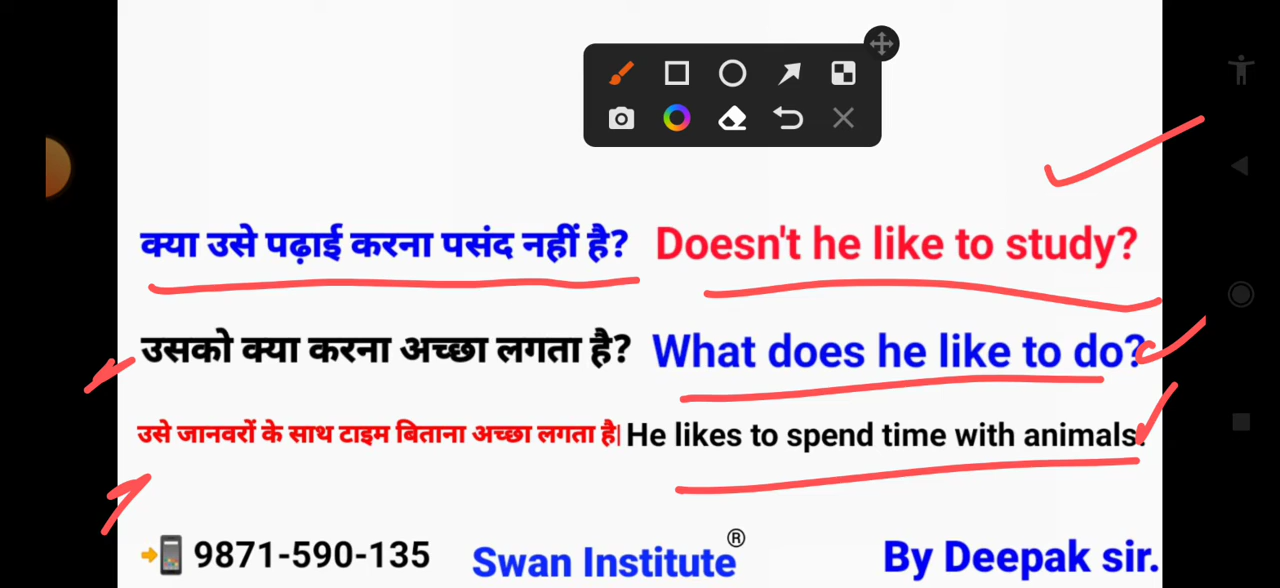 क्या उसे पढ़ाई करना पसंद नहीं है? Doesn't he like to study?
उसको क्या करना अच्छा लगता है? What does he like to do?
उसे जानवरों के साथ टाइम बिताना अच्छा लगता है| He likes to spend time with animals.
9871-590-135 Swan Institute® By Deepak sir.